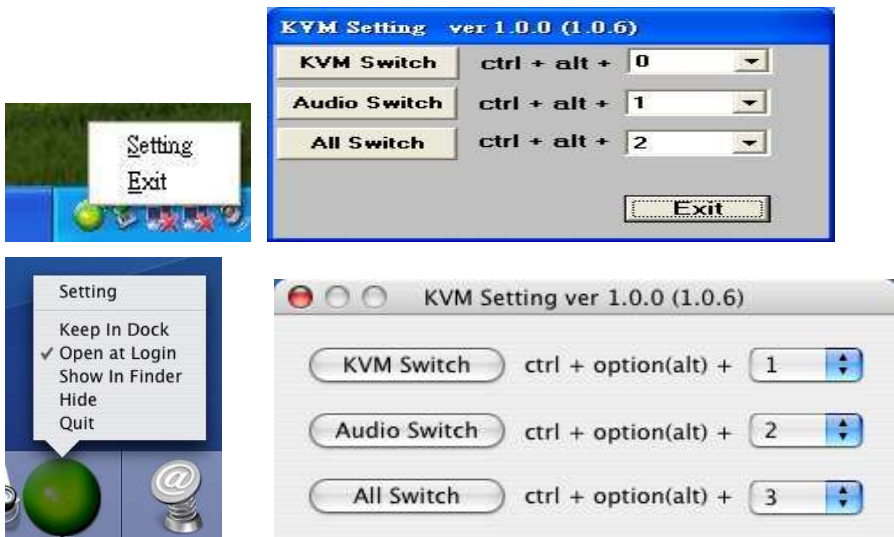 Setting
Exit
KVM Setting ver 1.0.0 (1.0.6)
KVM Switch ctrl + alt + 0
Audio Switch ctrl + alt + 1
All Switch ctrl + alt + 2
Exit
Setting
Keep In Dock
✓ Open at Login
Show In Finder
Hide
Quit
@
KVM Setting ver 1.0.0 (1.0.6)
KVM Switch ctrl + option(alt) + 1
Audio Switch ctrl + option(alt) + 2
All Switch ctrl + option(alt) + 3